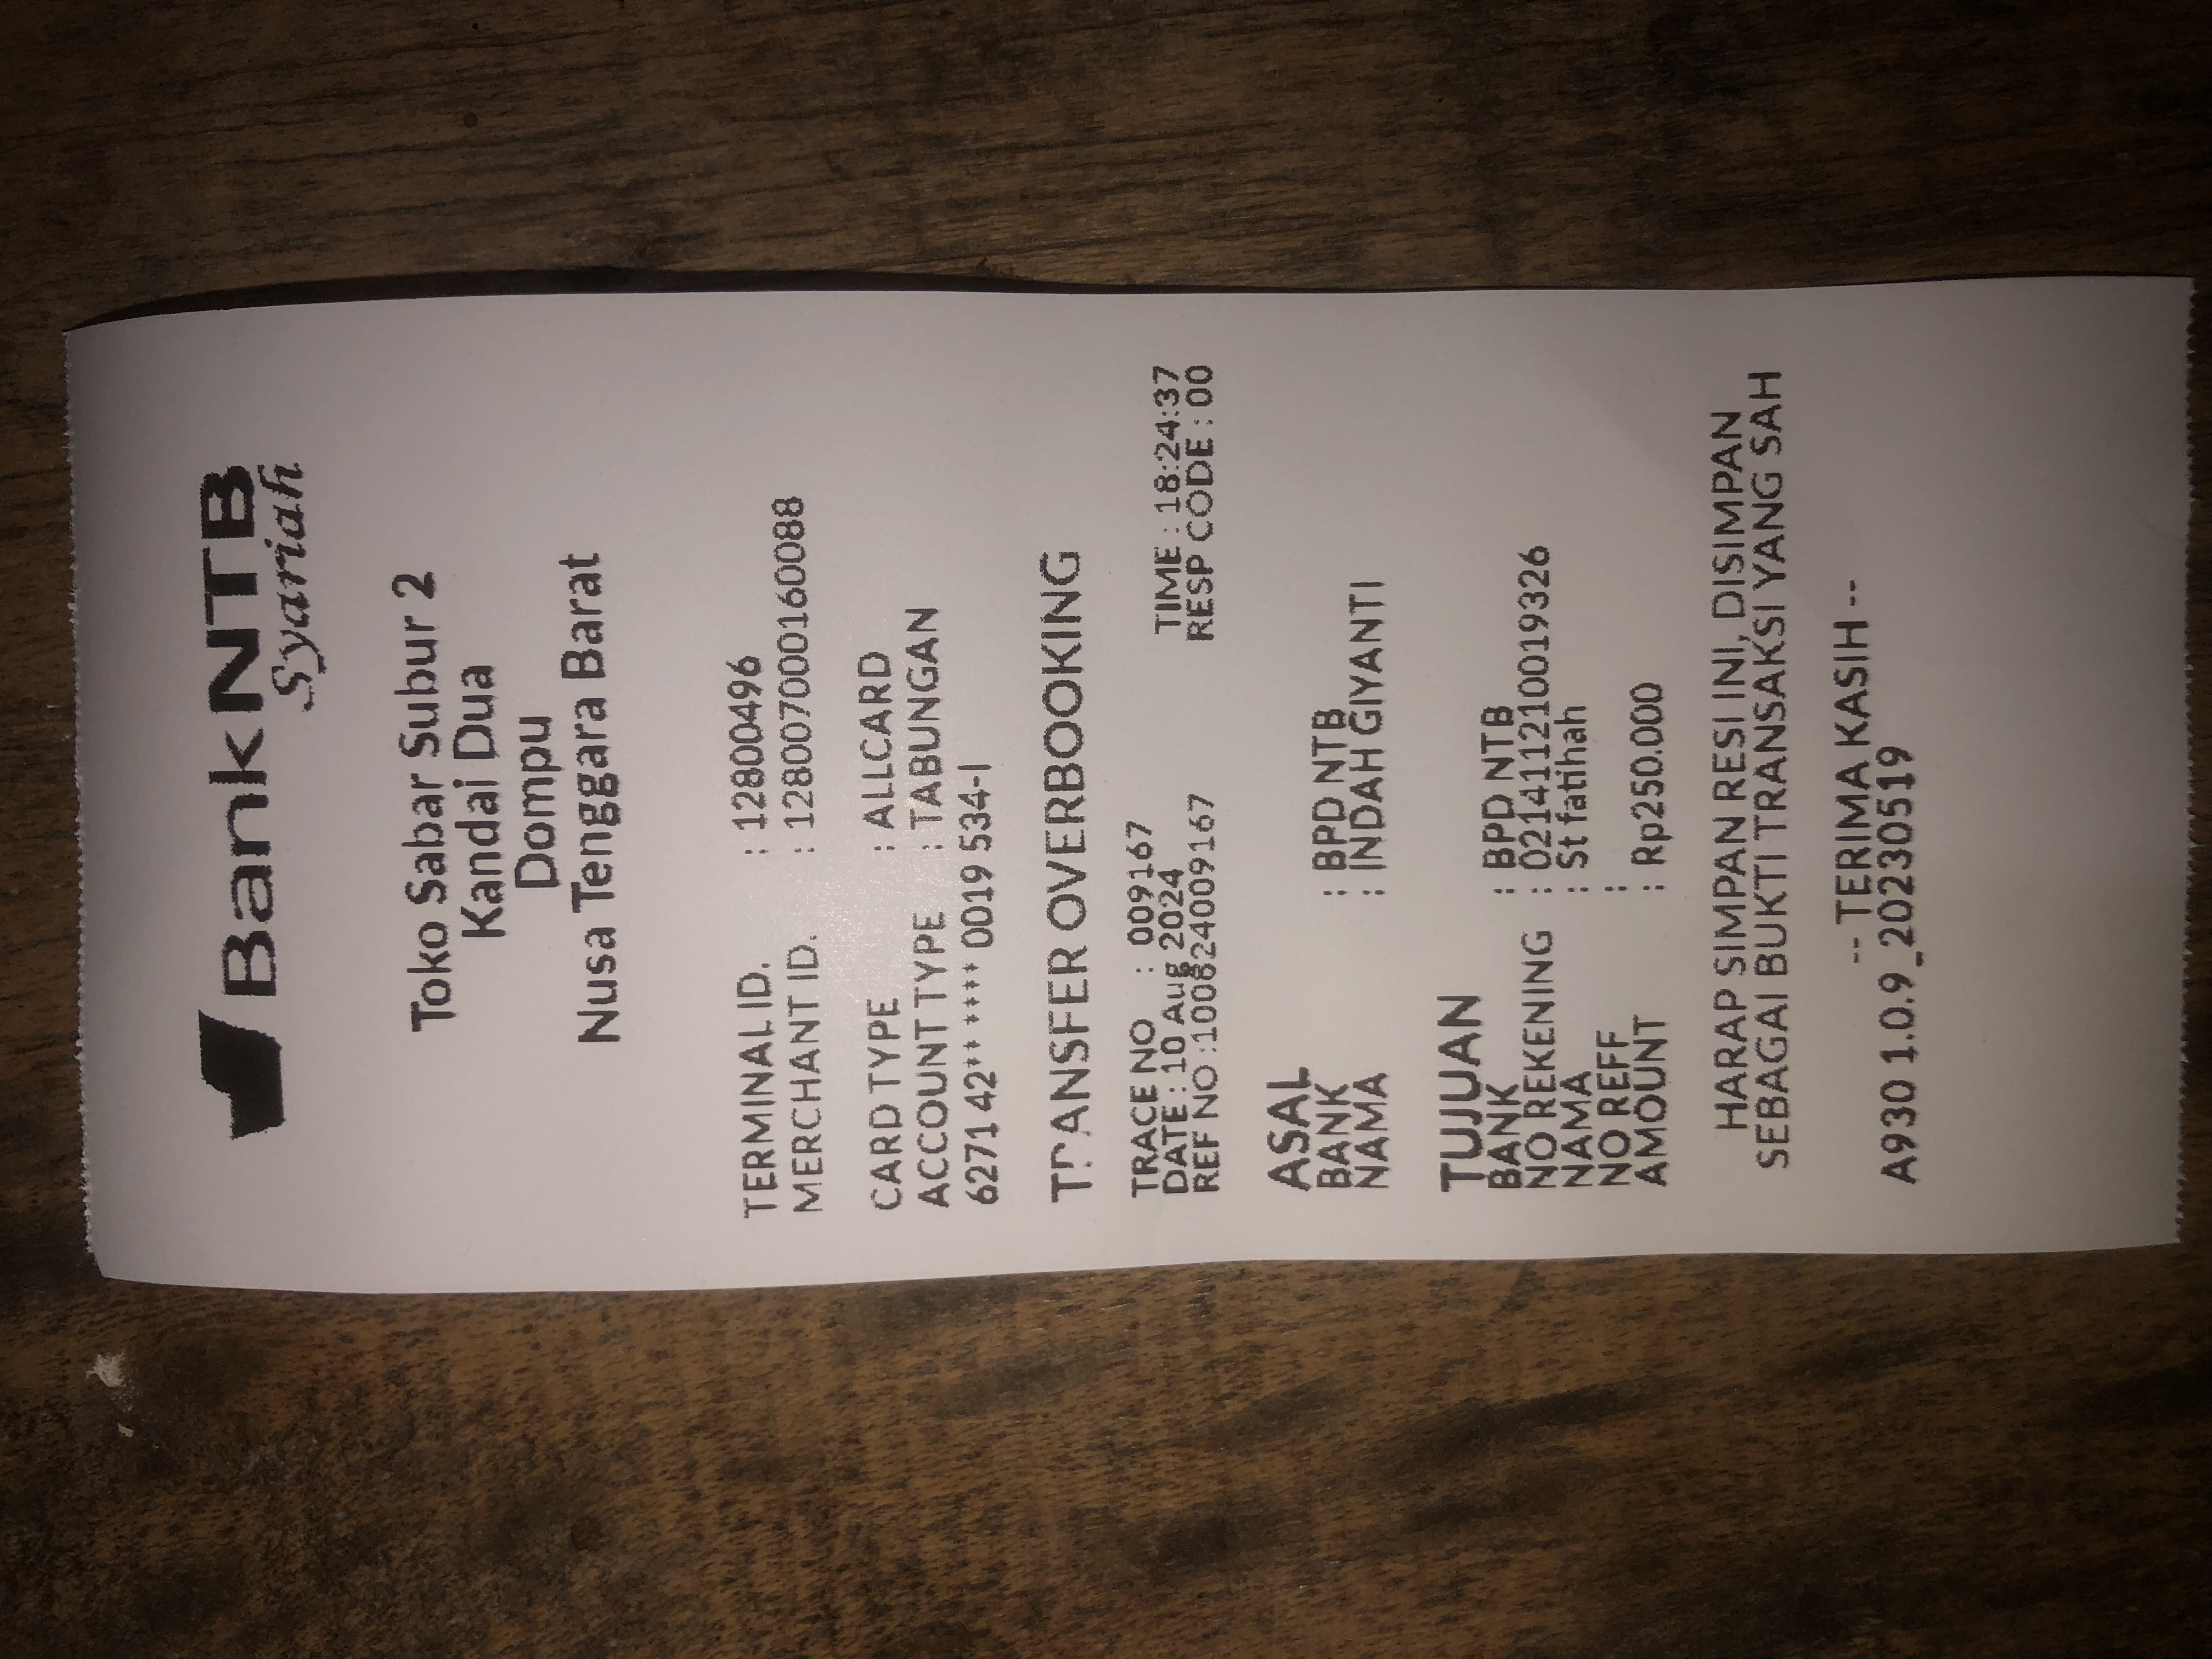 Bank NTB
Syariah
Toko Sabar Subur 2
Kandai Dua
Dompu
Nusa Tenggara Barat
TERMINAL ID. : 12800496
MERCHANT ID. : 128007000160088
CARD TYPE : ALLCARD
ACCOUNT TYPE : TABUNGAN
6271 42** **** 0019 534-I
TRANSFER OVERBOOKING
TRACE NO : 009167
DATE : 10 Aug 2024 TIME : 18:24:37
REF NO :100824009167 RESP CODE : 00
ASAL
BANK : BPD NTB
NAMA : INDAH GIYANTI
TUJUAN
BANK : BPD NTB
NO REKENING : 021411210019326
NAMA : St fatihah
NO REFF :
AMOUNT : Rp250.000
HARAP SIMPAN RESI INI, DISIMPAN
SEBAGAI BUKTI TRANSAKSI YANG SAH
-- TERIMA KASIH --
A930 1.0.9_20230519